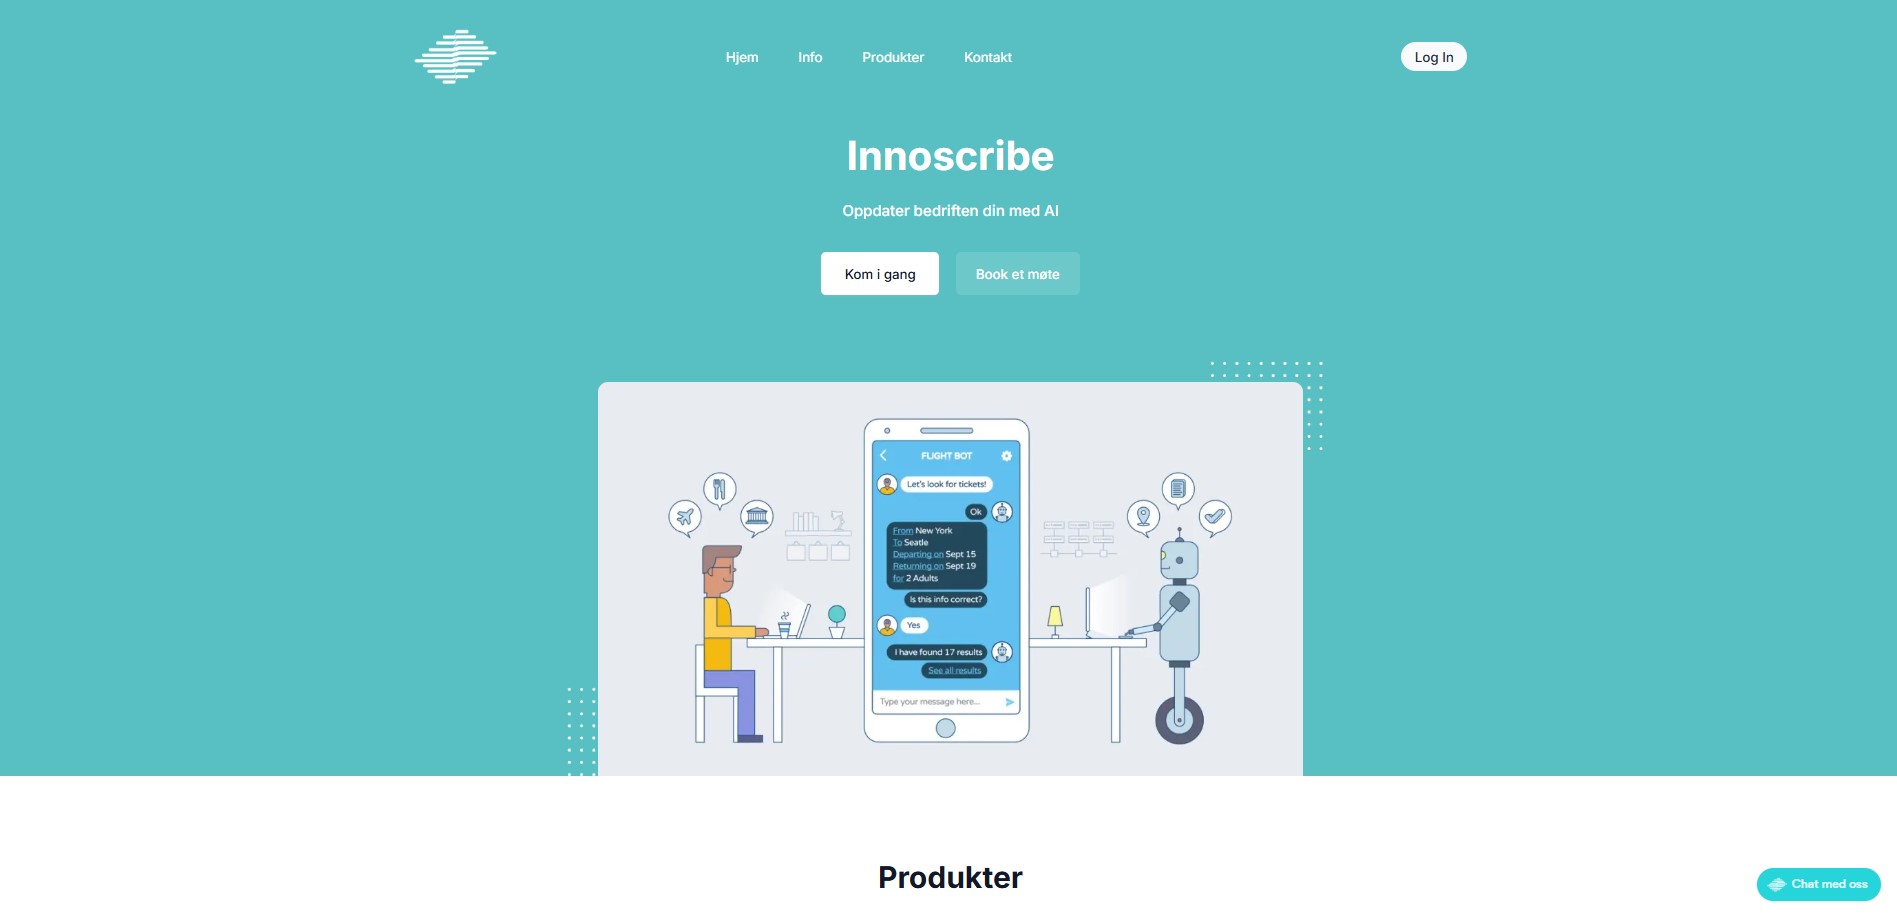 Hjem Info Produkter Kontakt Log In
Innoscribe
Oppdater bedriften din med AI
Kom i gang Book et møte
FLIGHT BOT
Let's look for tickets!
Ok
From New York
To Seatle
Departing on Sept 15
Returning on Sept 19
for 2 Adults
Is this info correct?
Yes
I have found 17 results
See all results
Type your message here...
Produkter
Chat med oss